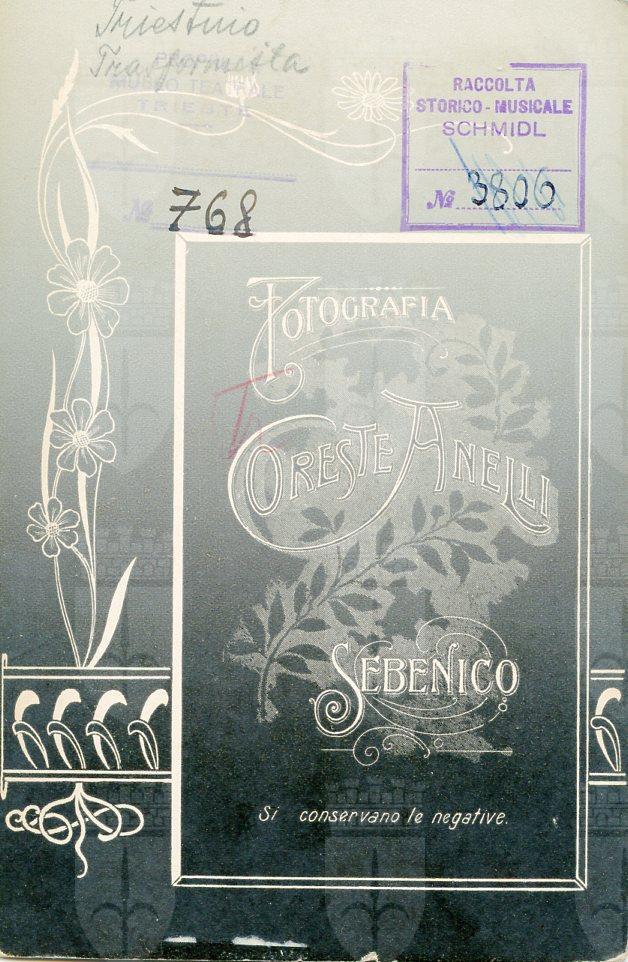 Triestino
Trasformista
MUSEO TEATRALE
TRIESTE
RACCOLTA
STORICO-MUSICALE
SCHMIDL
№ 3806
№ 768
FOTOGRAFIA
ORESTE ANELLI
SEBENICO
Si conservano le negative.